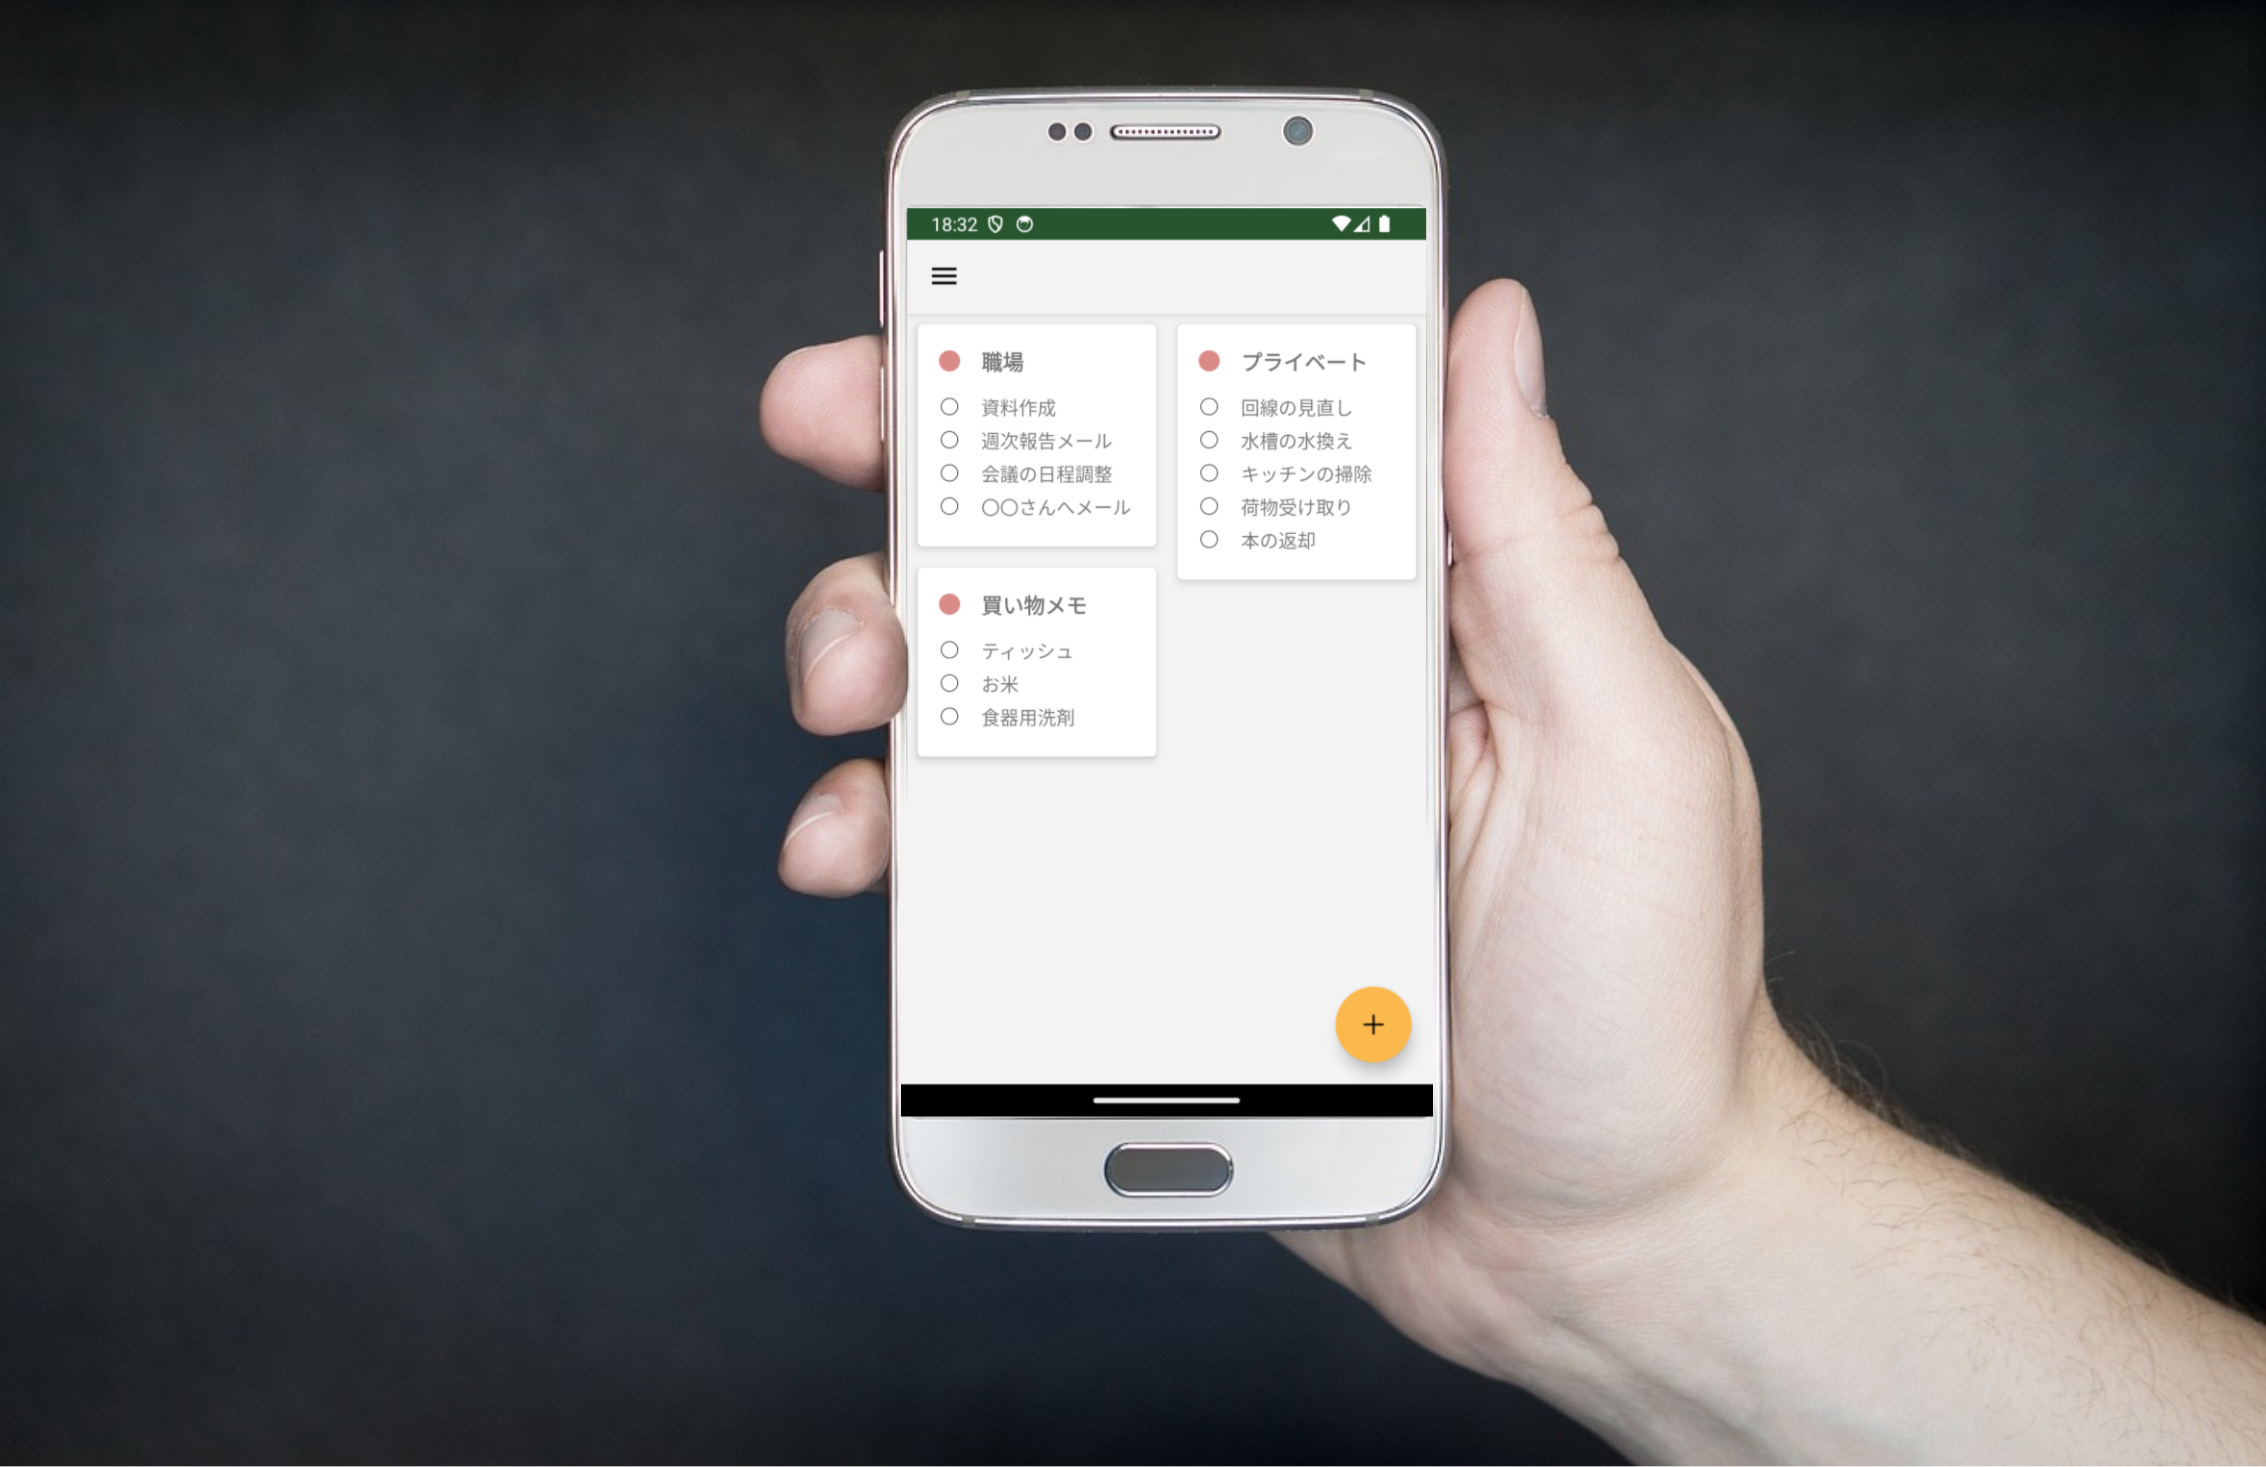 18:32
職場
資料作成
週次報告メール
会議の日程調整
〇〇さんへメール
プライベート
回線の見直し
水槽の水換え
キッチンの掃除
荷物受け取り
本の返却
買い物メモ
ティッシュ
お米
食器用洗剤